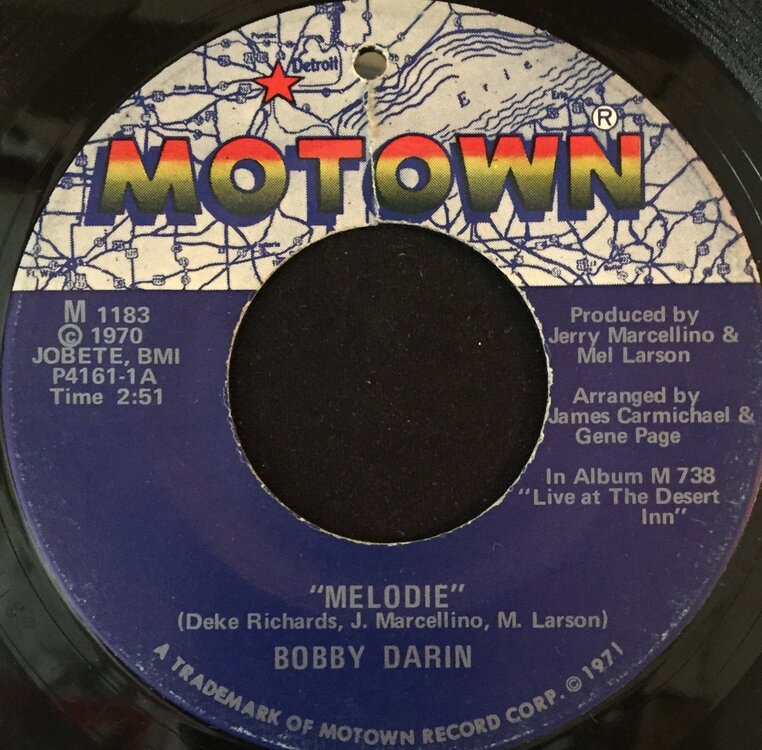 Detroit
Erie
MOTOWN®
M 1183
© 1970
JOBETE, BMI
P4161-1A
Time 2:51
Produced by
Jerry Marcellino &
Mel Larson
Arranged by
James Carmichael &
Gene Page
In Album M 738
"Live at The Desert
Inn"
"MELODIE"
(Deke Richards, J. Marcellino, M. Larson)
BOBBY DARIN
A TRADEMARK OF MOTOWN RECORD CORP. © 1971